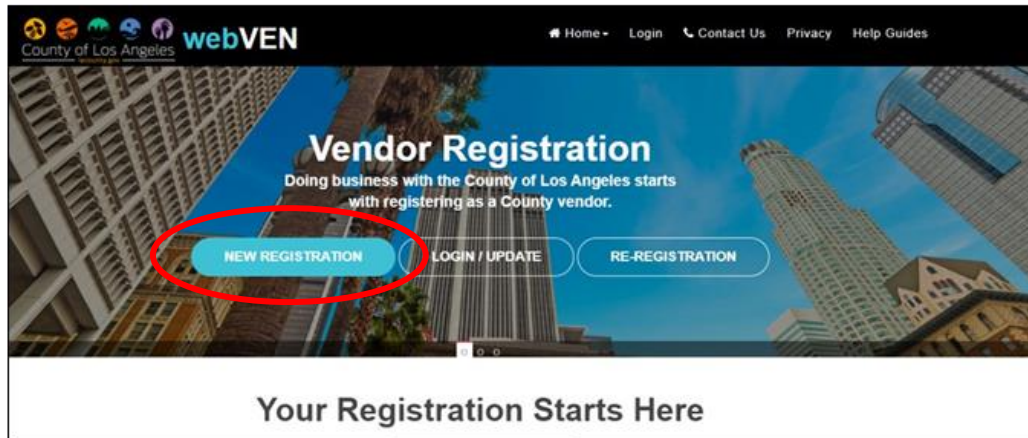 County of Los Angeles
lacounty.gov
webVEN
Home
Login
Contact Us
Privacy
Help Guides
Vendor Registration
Doing business with the County of Los Angeles starts
with registering as a County vendor.
NEW REGISTRATION
LOGIN / UPDATE
RE-REGISTRATION
Your Registration Starts Here